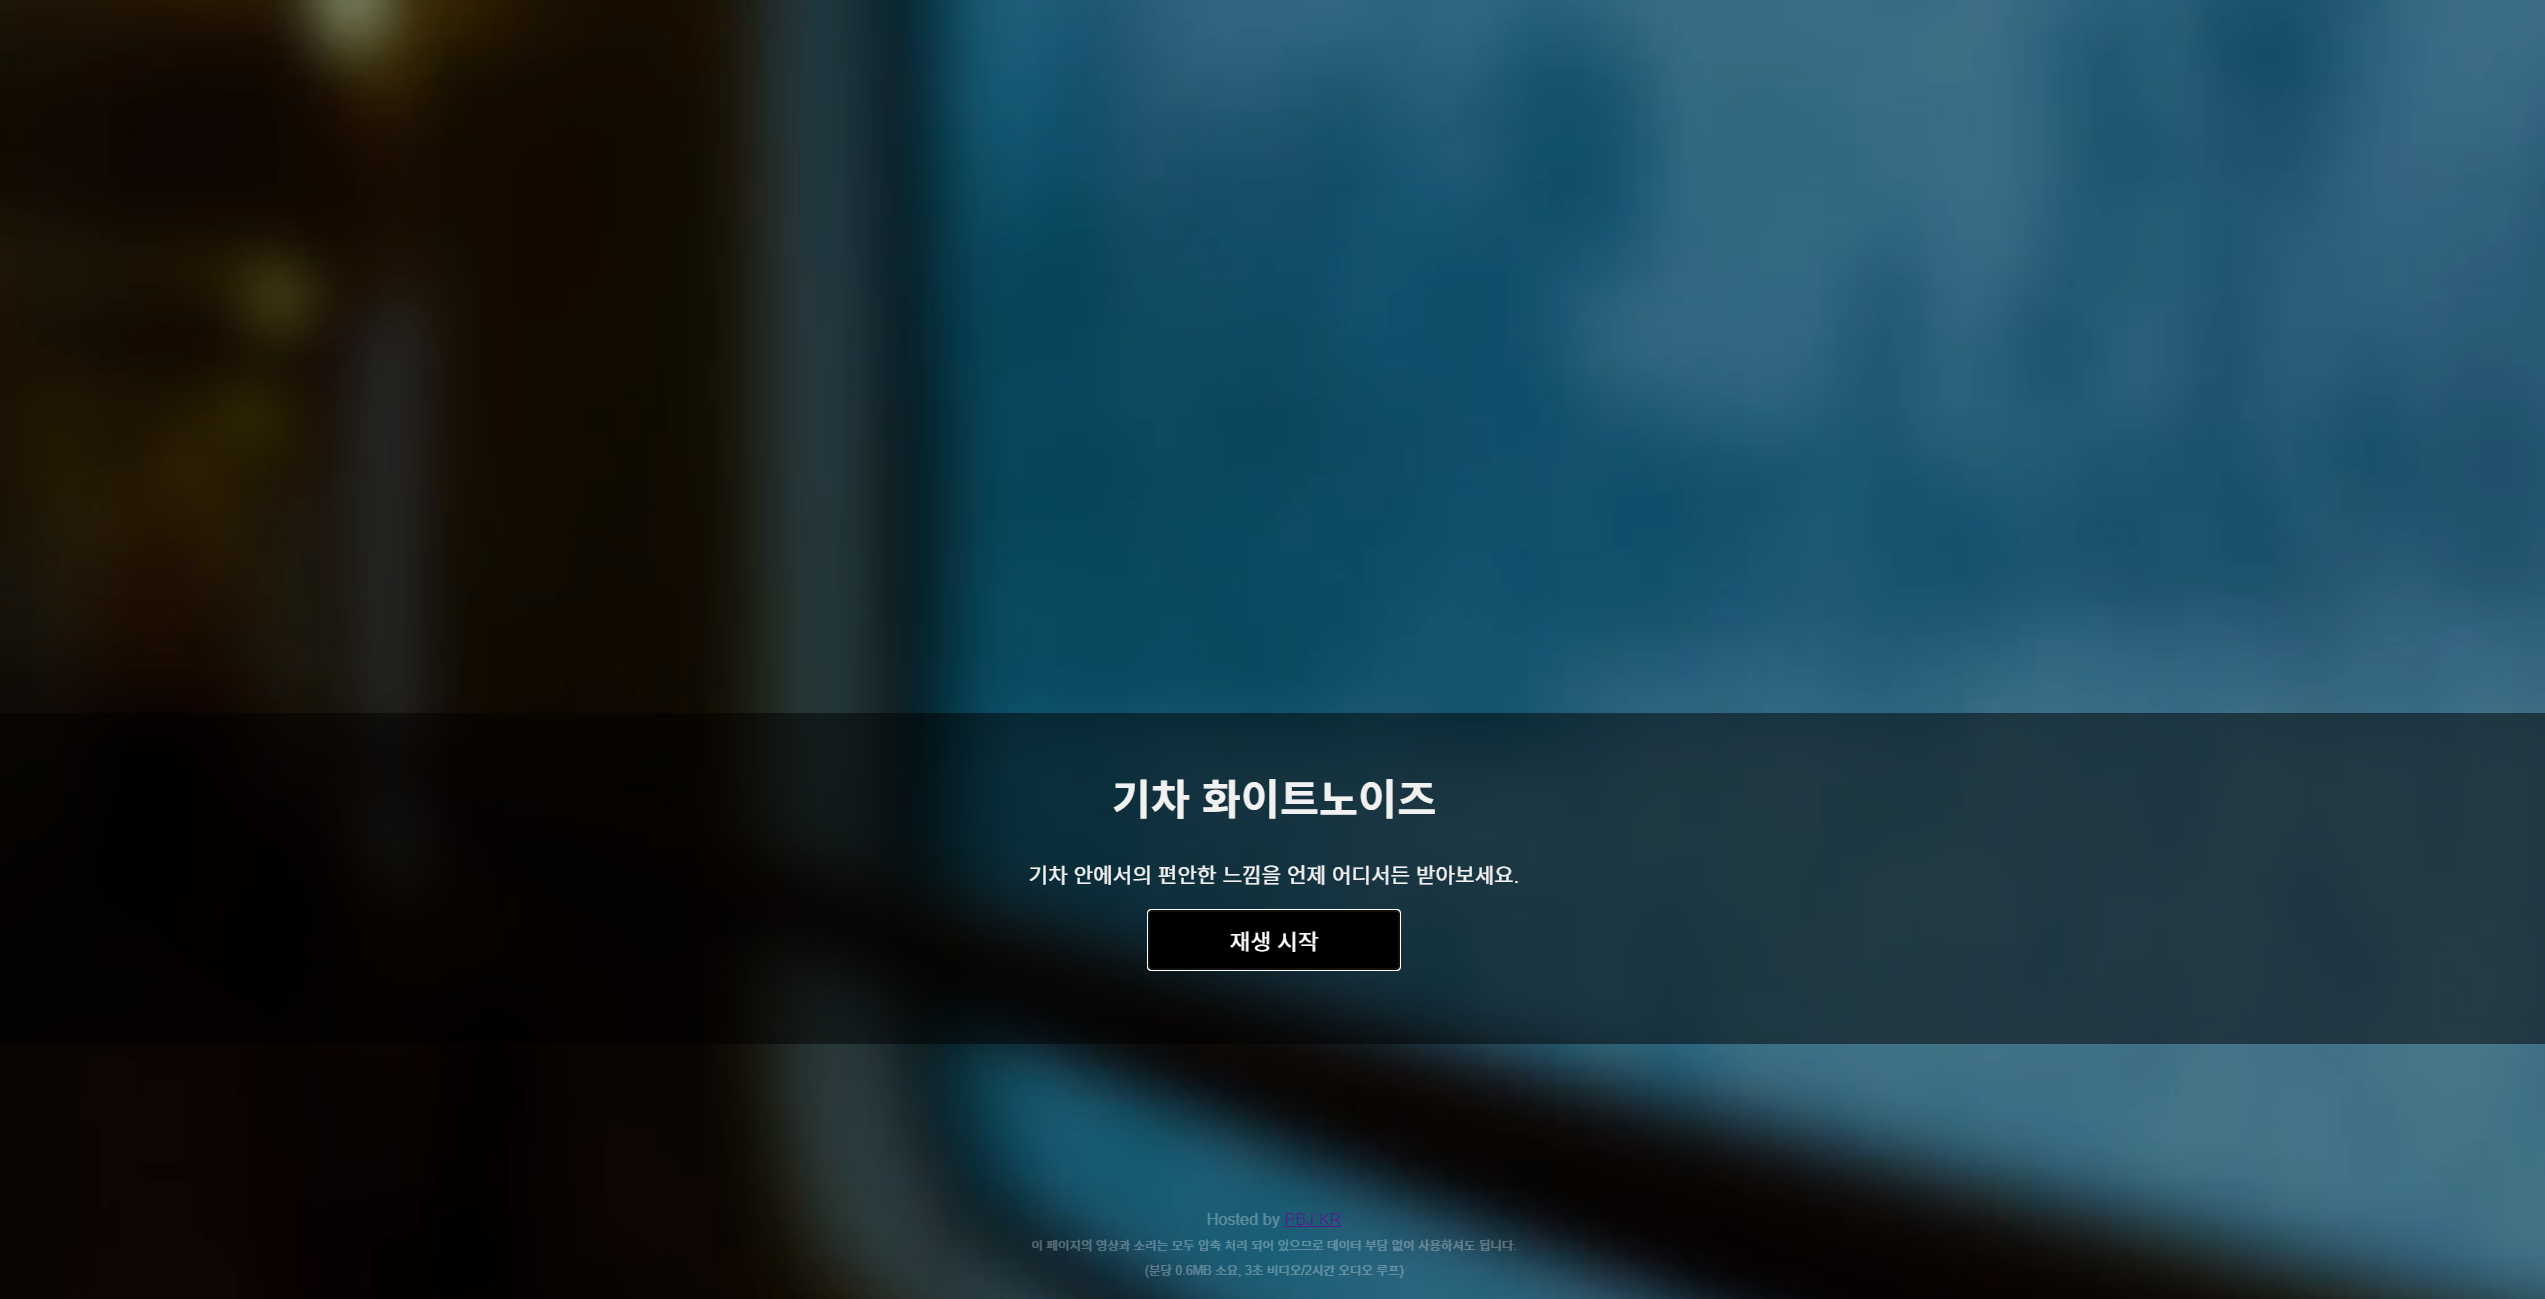 기차 화이트노이즈
기차 안에서의 편안한 느낌을 언제 어디서든 받아보세요.
재생 시작
Hosted by PBJ.KR
이 페이지의 영상과 소리는 모두 압축 처리 되어 있으므로 데이터 부담 없이 사용하셔도 됩니다.
(분당 0.6MB 소요, 3초 비디오/2시간 오디오 루프)